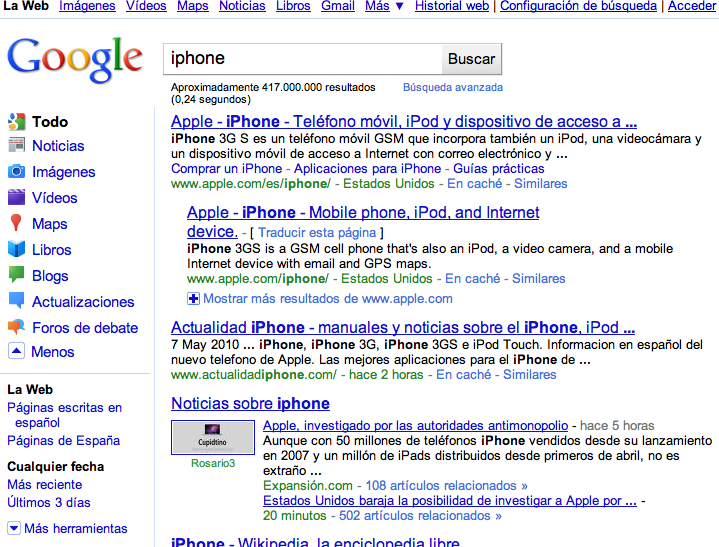 La Web Imágenes Vídeos Maps Noticias Libros Gmail Más ▼ Historial web | Configuración de búsqueda | Acceder
Google
iphone Buscar
Aproximadamente 417.000.000 resultados Búsqueda avanzada
(0,24 segundos)
Todo
Noticias
Imágenes
Vídeos
Maps
Libros
Blogs
Actualizaciones
Foros de debate
Menos
La Web
Páginas escritas en
español
Páginas de España
Cualquier fecha
Más reciente
Últimos 3 días
Más herramientas
Apple - iPhone - Teléfono móvil, iPod y dispositivo de acceso a ...
iPhone 3G S es un teléfono móvil GSM que incorpora también un iPod, una videocámara y
un dispositivo móvil de acceso a Internet con correo electrónico y ...
Comprar un iPhone - Aplicaciones para iPhone - Guías prácticas
www.apple.com/es/iphone/ - Estados Unidos - En caché - Similares
Apple - iPhone - Mobile phone, iPod, and Internet
device. - [ Traducir esta página ]
iPhone 3GS is a GSM cell phone that's also an iPod, a video camera, and a mobile
Internet device with email and GPS maps.
www.apple.com/iphone/ - Estados Unidos - En caché - Similares
Mostrar más resultados de www.apple.com
Actualidad iPhone - manuales y noticias sobre el iPhone, iPod ...
7 May 2010 ... iPhone, iPhone 3G, iPhone 3GS e iPod Touch. Informacion en español del
nuevo telefono de Apple. Las mejores aplicaciones para el iPhone de ...
www.actualidadiphone.com/ - hace 2 horas - En caché - Similares
Noticias sobre iphone
Cupidtino
Rosario3
Apple, investigado por las autoridades antimonopolio - hace 5 horas
Aunque con 50 millones de teléfonos iPhone vendidos desde su lanzamiento
en 2007 y un millón de iPads distribuidos desde primeros de abril, no es
extraño ...
Expansión.com - 108 artículos relacionados »
Estados Unidos baraja la posibilidad de investigar a Apple por ... -
20 minutos - 502 artículos relacionados »
iPhone - Wikipedia, la enciclopedia libre